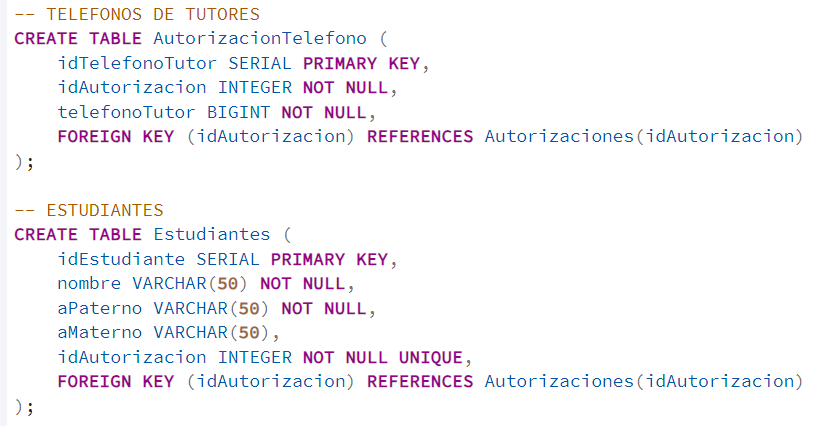 -- TELEFONOS DE TUTORES
CREATE TABLE AutorizacionTelefono (
    idTelefonoTutor SERIAL PRIMARY KEY,
    idAutorizacion INTEGER NOT NULL,
    telefonoTutor BIGINT NOT NULL,
    FOREIGN KEY (idAutorizacion) REFERENCES Autorizaciones(idAutorizacion)
);

-- ESTUDIANTES
CREATE TABLE Estudiantes (
    idEstudiante SERIAL PRIMARY KEY,
    nombre VARCHAR(50) NOT NULL,
    aPaterno VARCHAR(50) NOT NULL,
    aMaterno VARCHAR(50),
    idAutorizacion INTEGER NOT NULL UNIQUE,
    FOREIGN KEY (idAutorizacion) REFERENCES Autorizaciones(idAutorizacion)
);